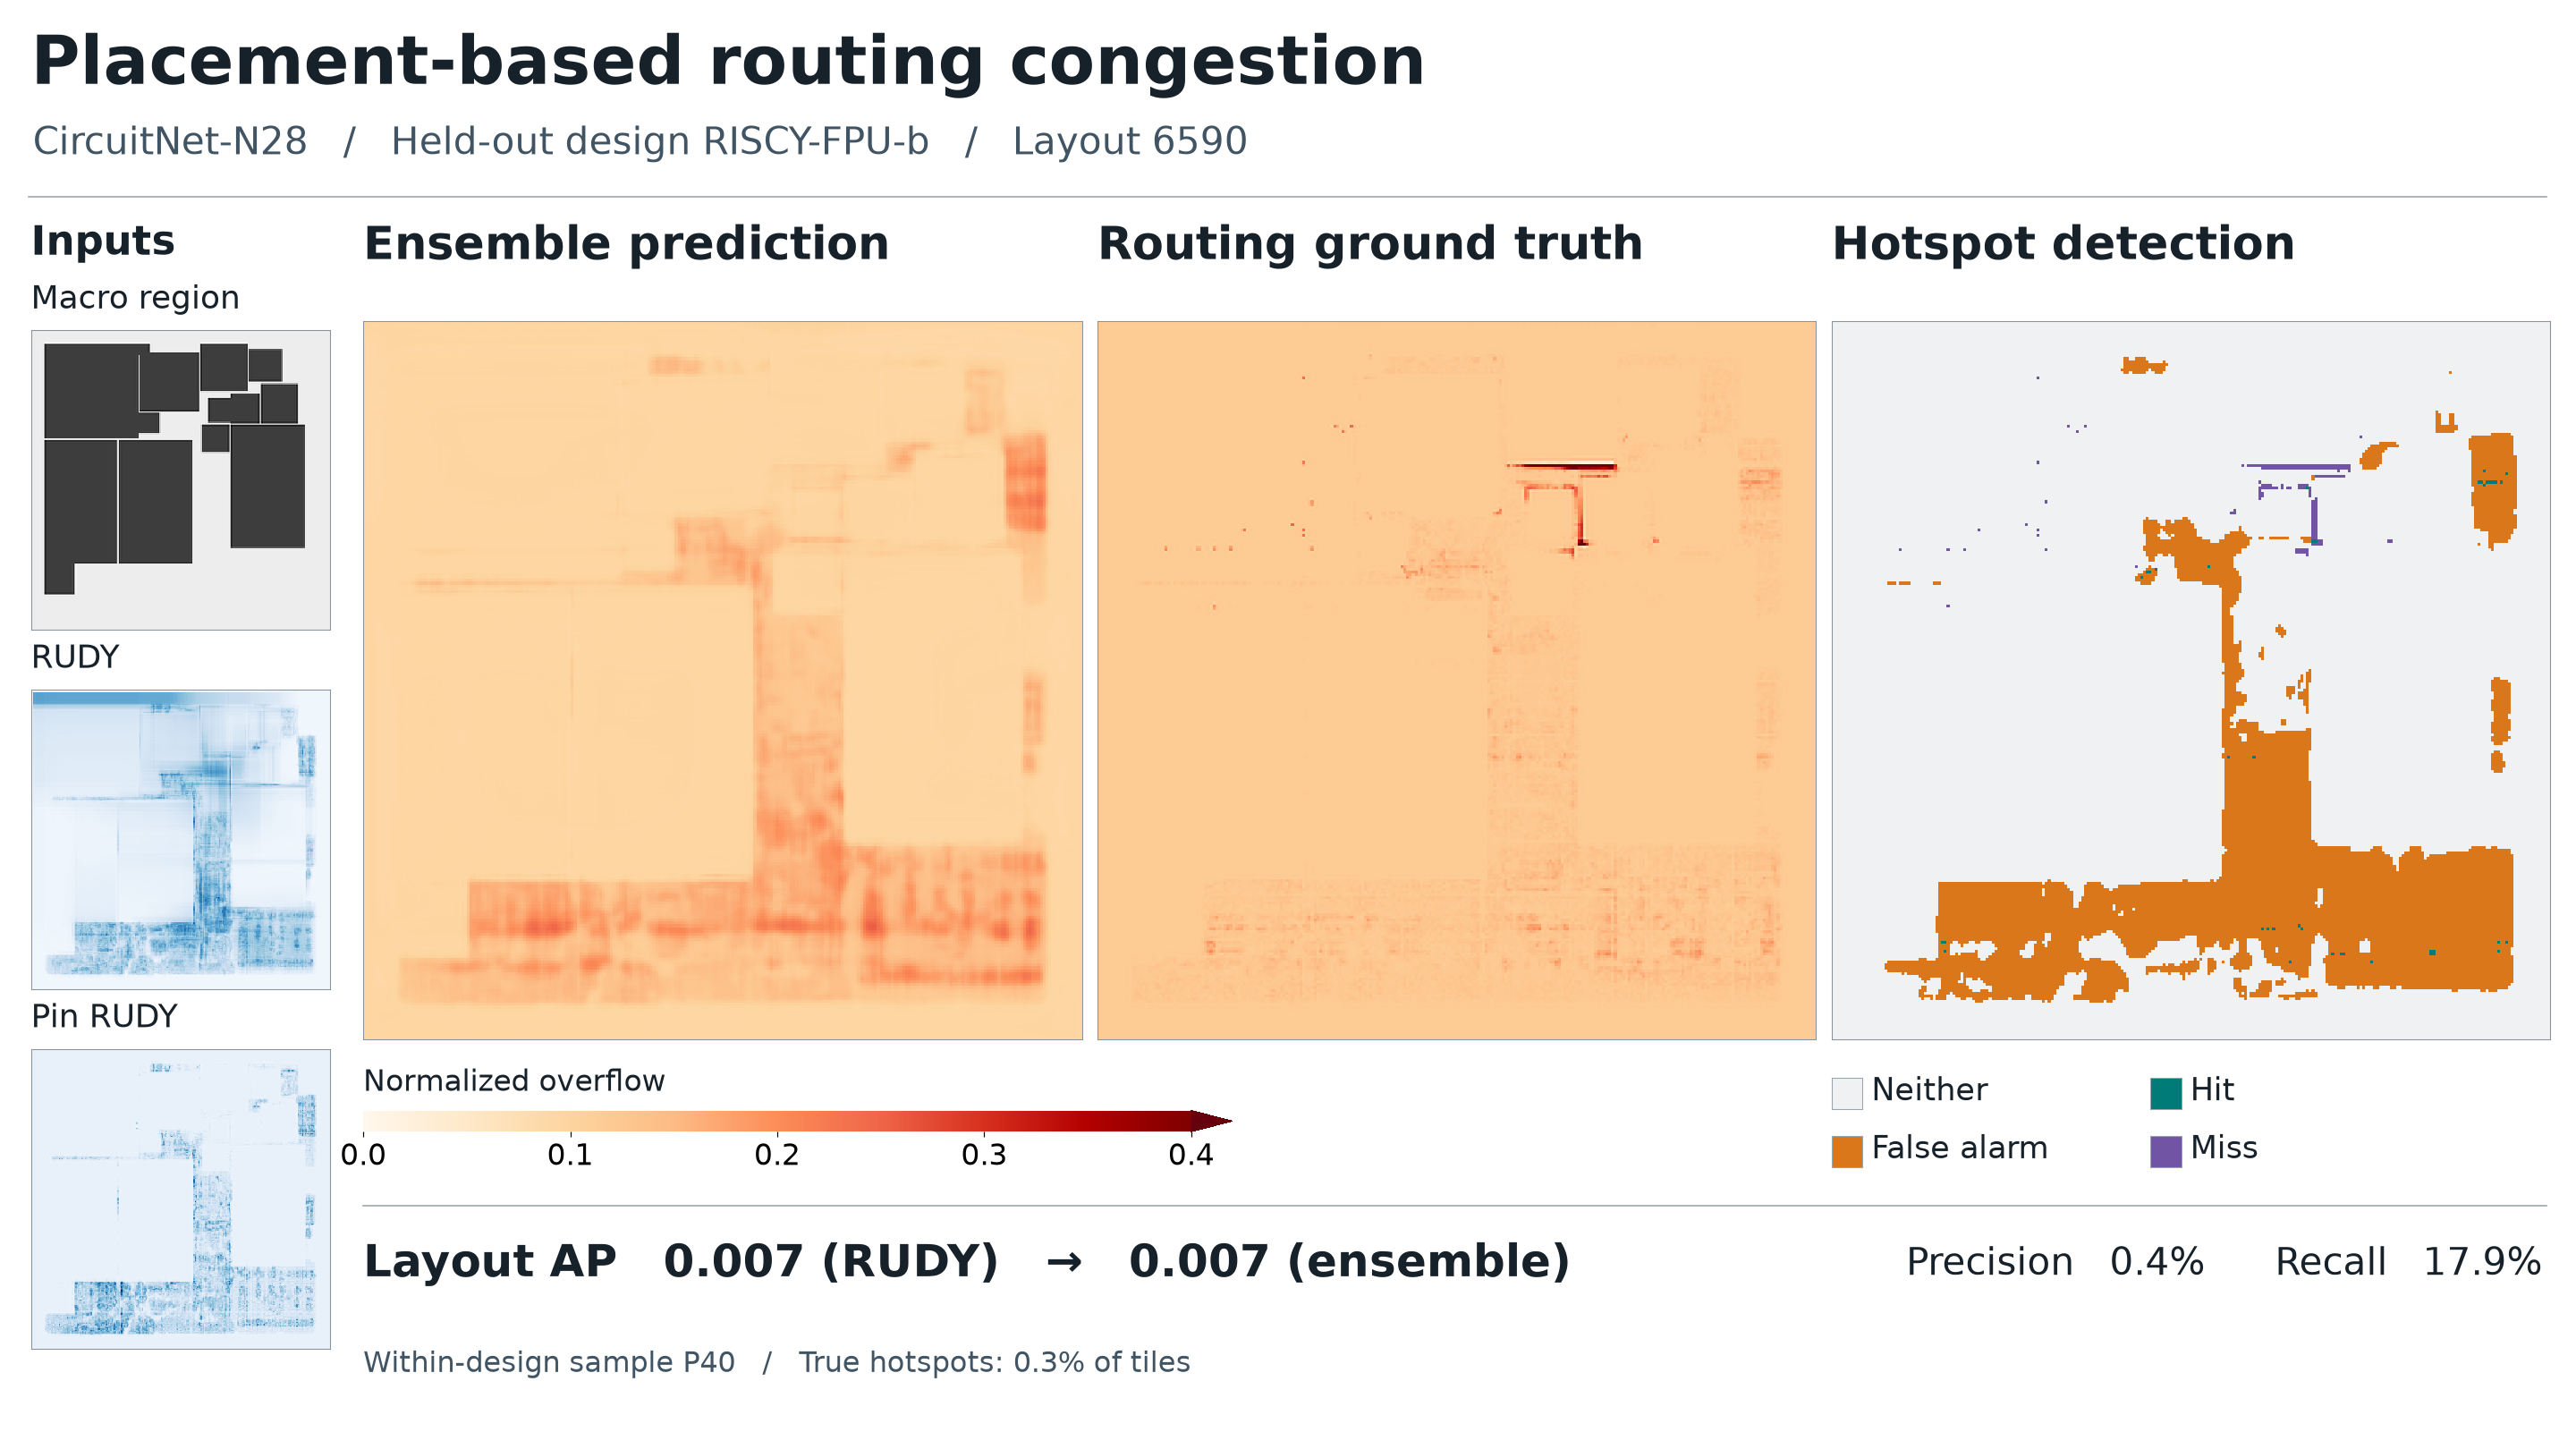 Placement-based routing congestion
CircuitNet-N28 / Held-out design RISCY-FPU-b / Layout 6590
Inputs
Macro region
RUDY
Pin RUDY
Ensemble prediction
Routing ground truth
Hotspot detection
Normalized overflow
0.0 0.1 0.2 0.3 0.4
Neither
Hit
False alarm
Miss
Layout AP 0.007 (RUDY) → 0.007 (ensemble)
Precision 0.4% Recall 17.9%
Within-design sample P40 / True hotspots: 0.3% of tiles